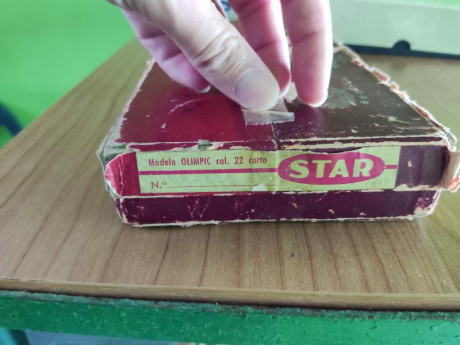 Modelo OLIMPIC cal. 22 corto
STAR
N.º